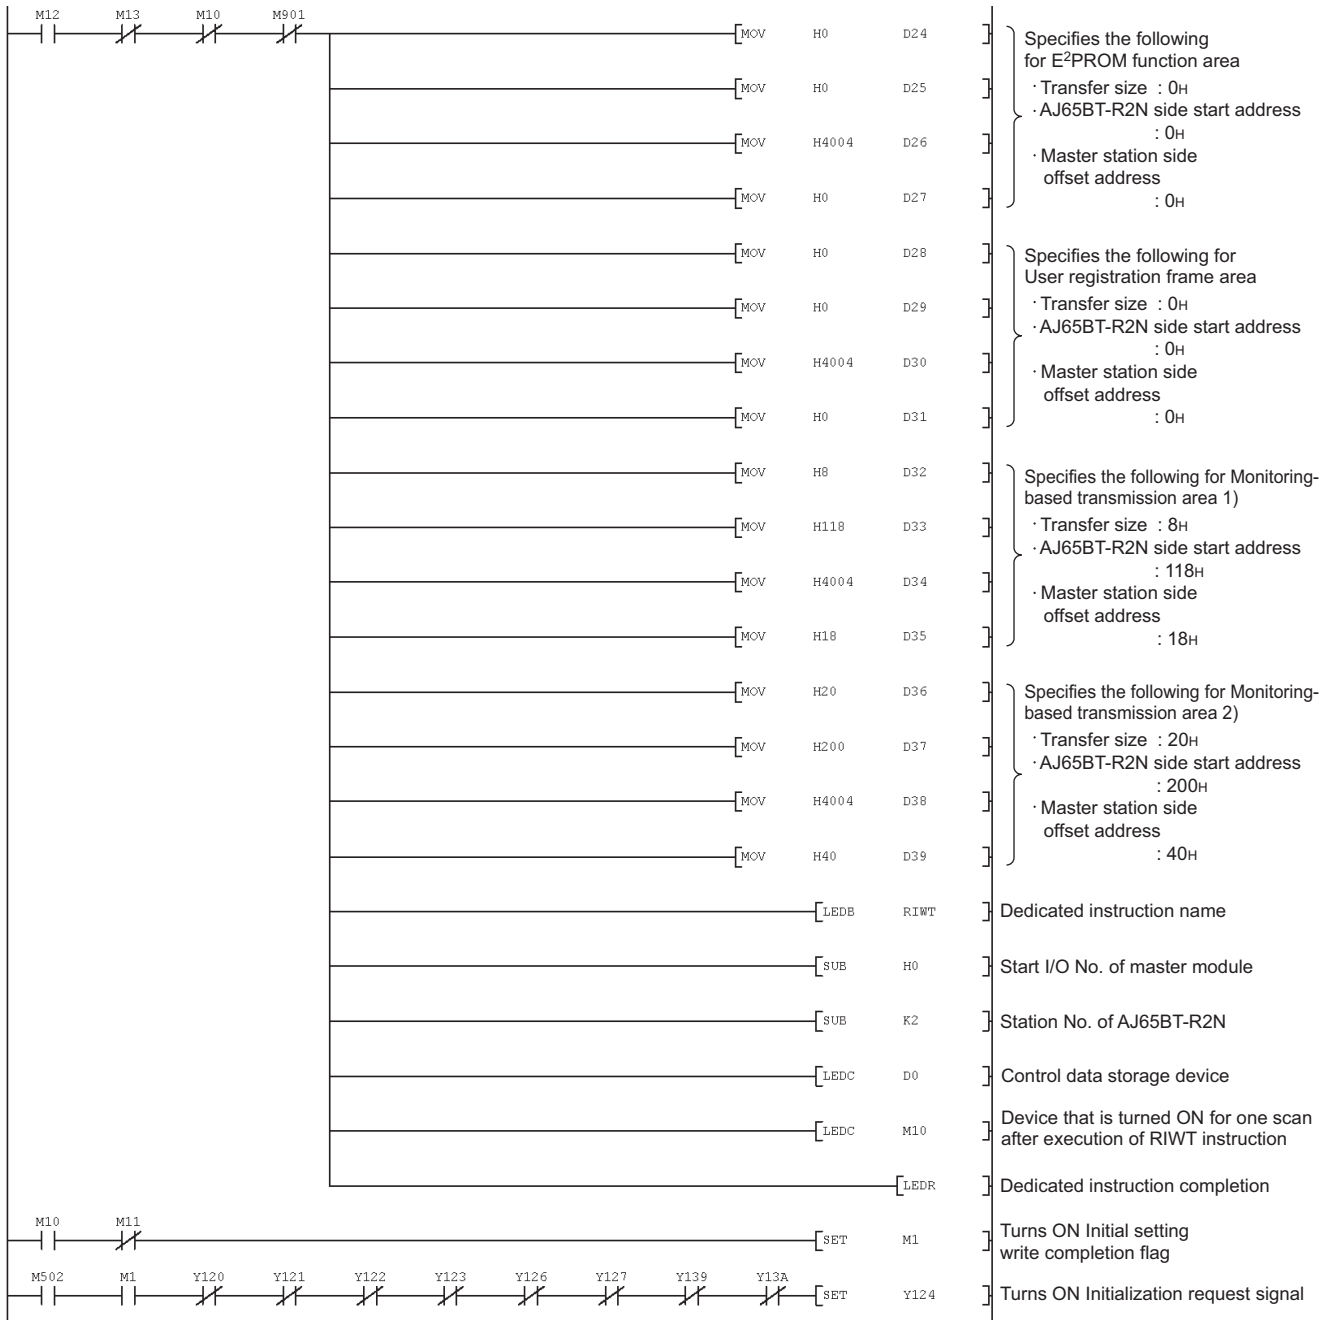 M12 M13 M10 M901
MOV H0 D24
MOV H0 D25
MOV H4004 D26
MOV H0 D27
Specifies the following
for E²PROM function area
· Transfer size : 0H
· AJ65BT-R2N side start address
: 0H
· Master station side
offset address
: 0H
MOV H0 D28
MOV H0 D29
MOV H4004 D30
MOV H0 D31
Specifies the following for
User registration frame area
· Transfer size : 0H
· AJ65BT-R2N side start address
: 0H
· Master station side
offset address
: 0H
MOV H8 D32
MOV H118 D33
MOV H4004 D34
MOV H18 D35
Specifies the following for Monitoring-
based transmission area 1)
· Transfer size : 8H
· AJ65BT-R2N side start address
: 118H
· Master station side
offset address
: 18H
MOV H20 D36
MOV H200 D37
MOV H4004 D38
MOV H40 D39
Specifies the following for Monitoring-
based transmission area 2)
· Transfer size : 20H
· AJ65BT-R2N side start address
: 200H
· Master station side
offset address
: 40H
LEDB RIWT Dedicated instruction name
SUB H0 Start I/O No. of master module
SUB K2 Station No. of AJ65BT-R2N
LEDC D0 Control data storage device
LEDC M10 Device that is turned ON for one scan
after execution of RIWT instruction
LEDR Dedicated instruction completion
M10 M11
SET M1 Turns ON Initial setting
write completion flag
M502 M1 Y120 Y121 Y122 Y123 Y126 Y127 Y139 Y13A
SET Y124 Turns ON Initialization request signal